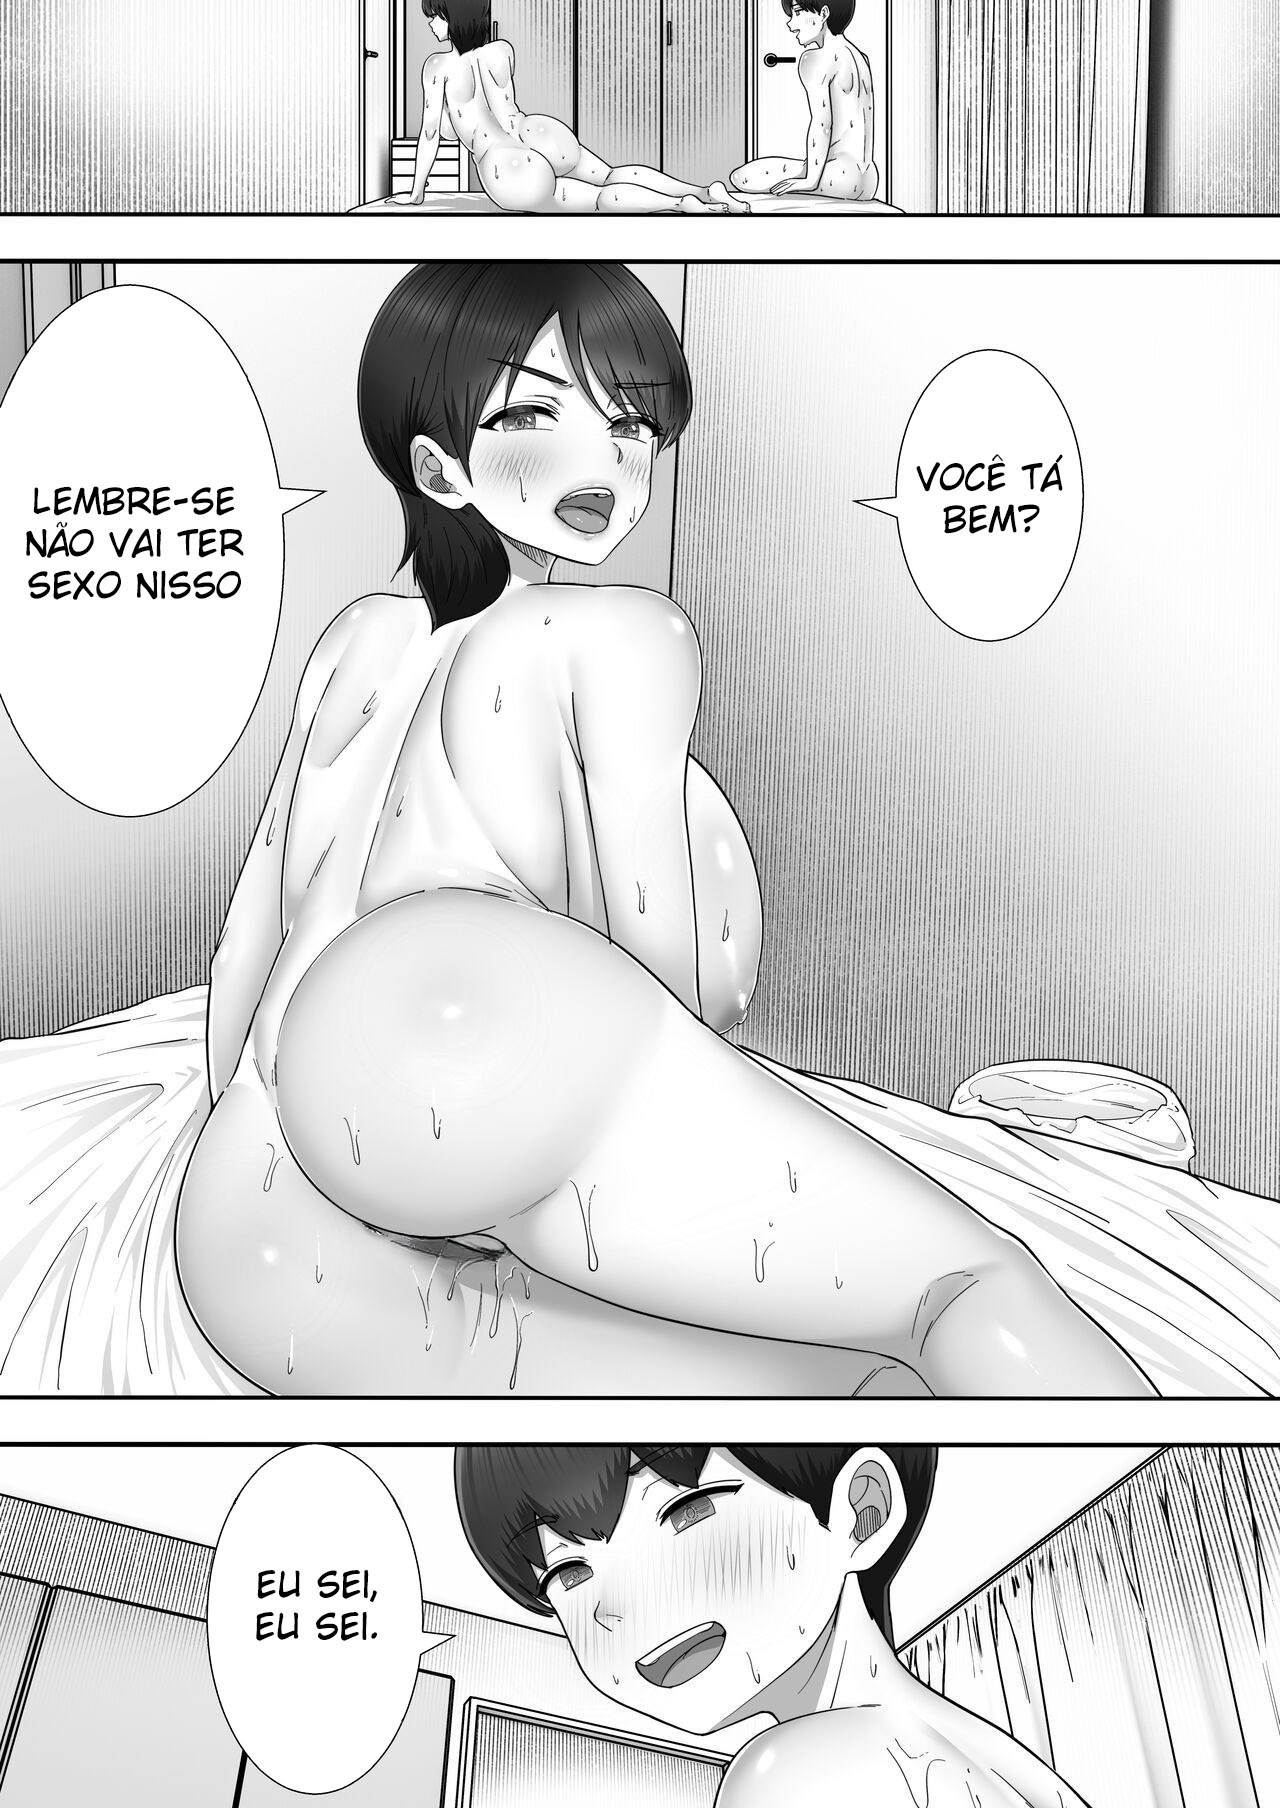 VOCÊ TÁ
BEM?
LEMBRE-SE
NÃO VAI TER
SEXO NISSO
EU SEI,
EU SEI.